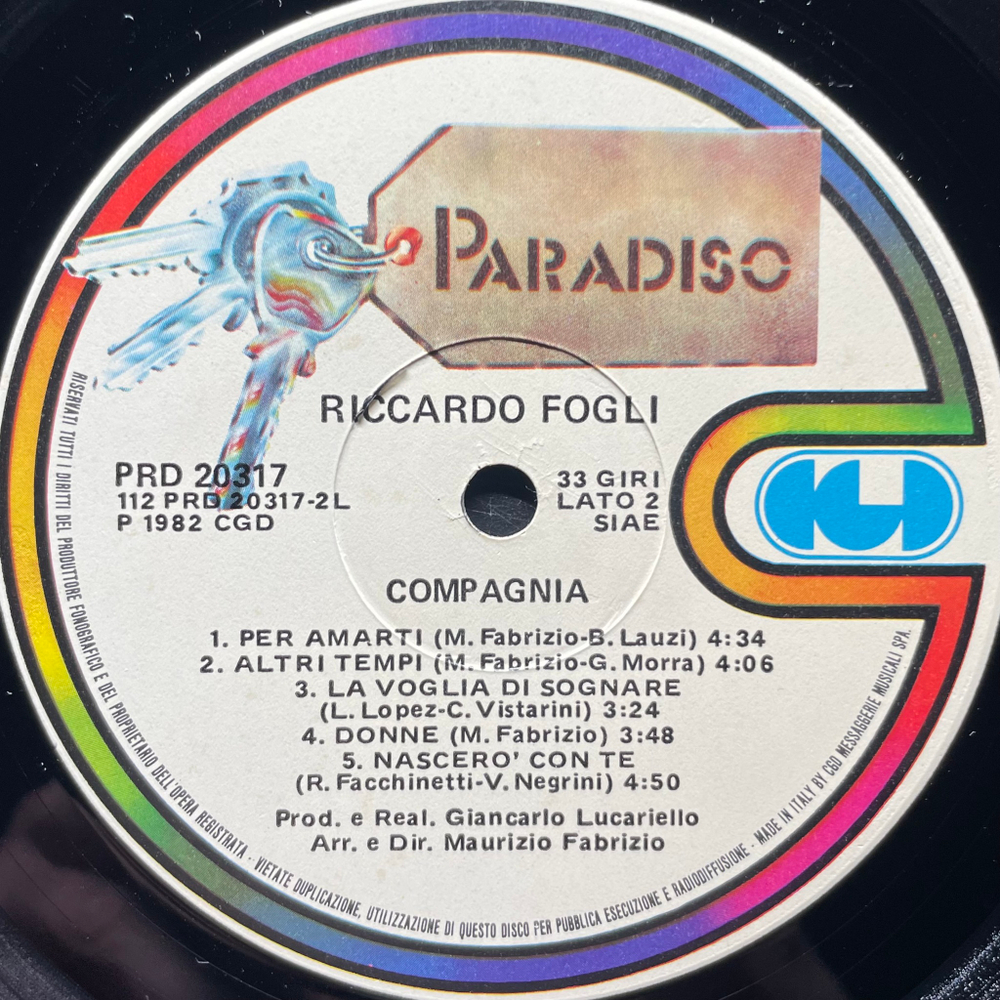 PARADISO
RICCARDO FOGLI
PRD 20317
112 PRD 20317-2L
P 1982 CGD
33 GIRI
LATO 2
SIAE
COMPAGNIA
1. PER AMARTI (M. Fabrizio-B. Lauzi) 4:34
2. ALTRI TEMPI (M. Fabrizio-G. Morra) 4:06
3. LA VOGLIA DI SOGNARE
(L. Lopez-C. Vistarini) 3:24
4. DONNE (M. Fabrizio) 3:48
5. NASCERO' CON TE
(R. Facchinetti-V. Negrini) 4:50
Prod. e Real. Giancarlo Lucariello
Arr. e Dir. Maurizio Fabrizio
RISERVATI TUTTI I DIRITTI DEL PRODUTTORE FONOGRAFICO E DEL PROPRIETARIO DELL'OPERA REGISTRATA - VIETATE DUPLICAZIONE, UTILIZZAZIONE DI QUESTO DISCO PER PUBBLICA ESECUZIONE E RADIODIFFUSIONE - MADE IN ITALY BY CGD MESSAGGERIE MUSICALI SPA.